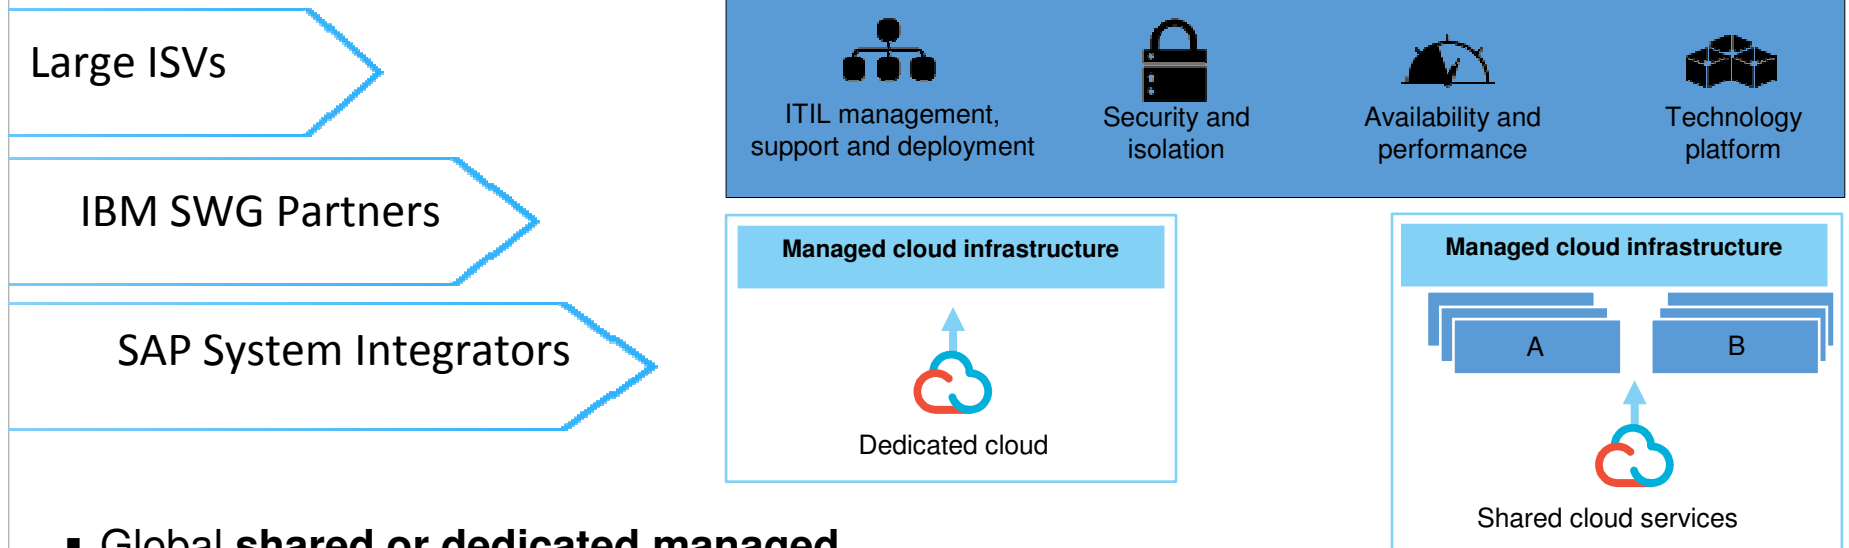 Large ISVs
IBM SWG Partners
SAP System Integrators
ITIL management,
support and deployment
Security and
isolation
Availability and
performance
Technology
platform
Managed cloud infrastructure
Dedicated cloud
Managed cloud infrastructure
A
B
Shared cloud services
▪ Global shared or dedicated managed